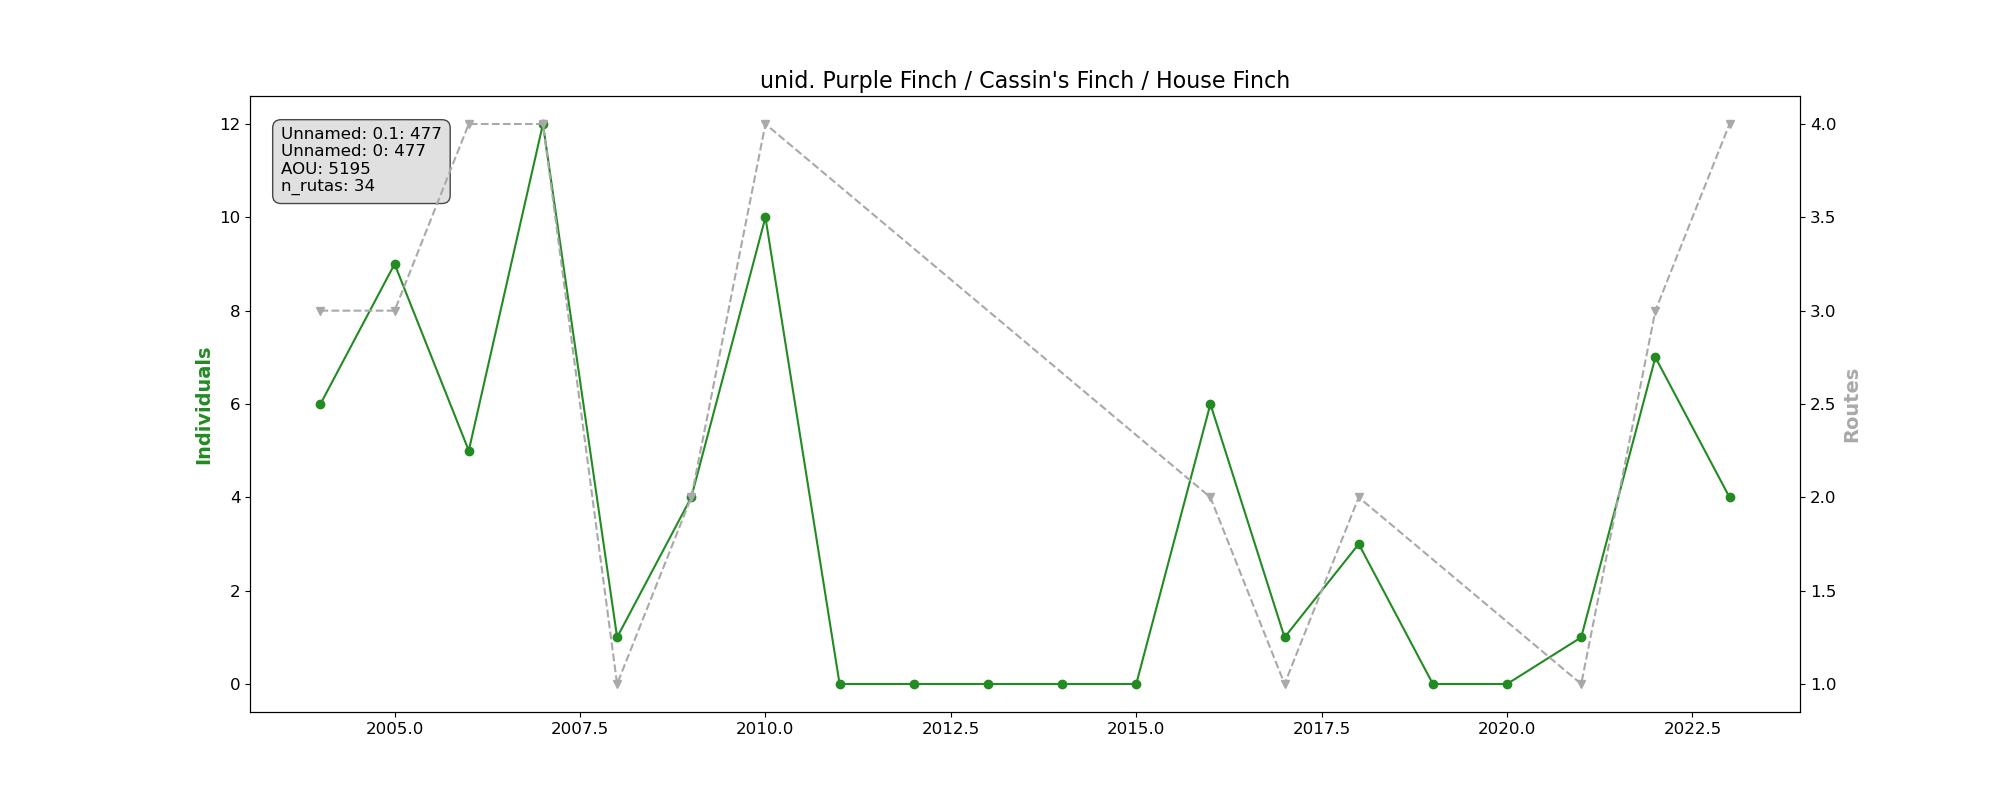 unid. Purple Finch / Cassin's Finch / House Finch
Unnamed: 0.1: 477
Unnamed: 0: 477
AOU: 5195
n_rutas: 34
12
10
8
6
4
2
0
Individuals
4.0
3.5
3.0
2.5
2.0
1.5
1.0
Routes
2005.0 2007.5 2010.0 2012.5 2015.0 2017.5 2020.0 2022.5